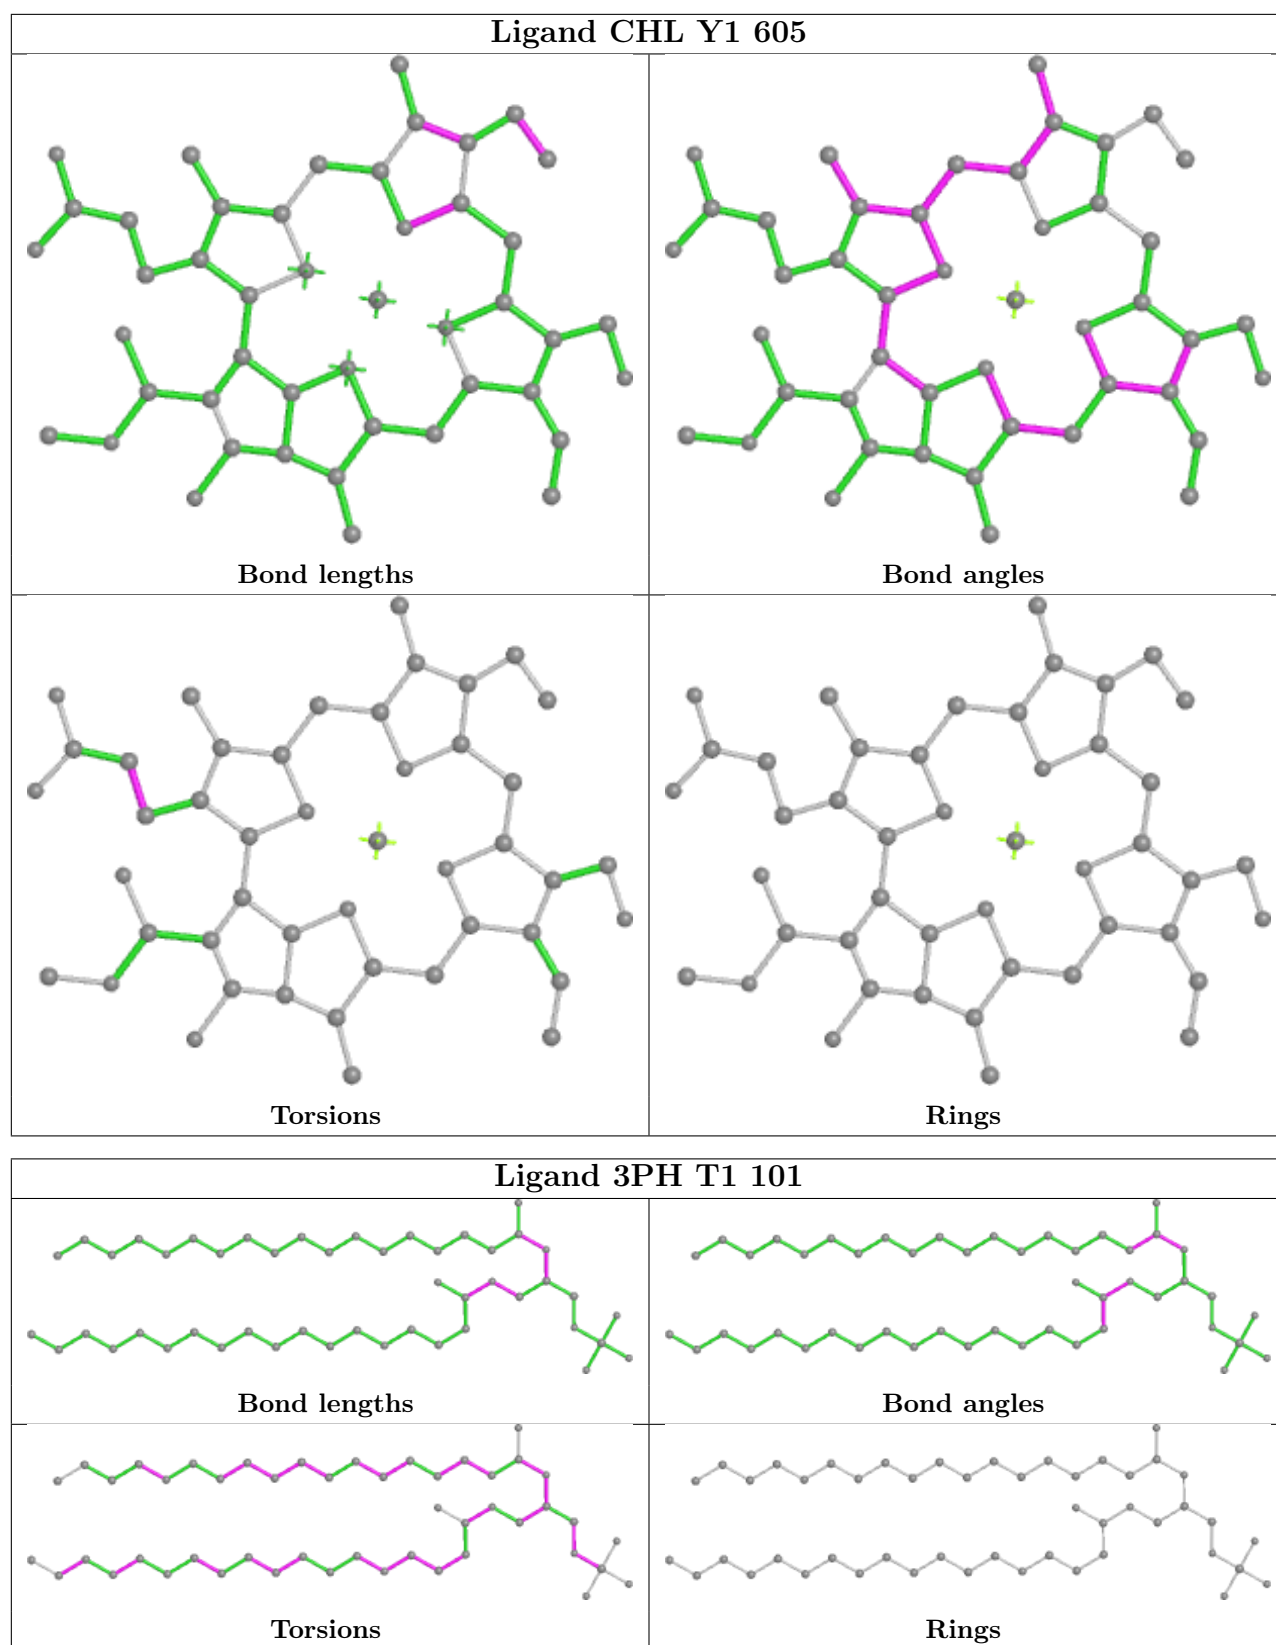 Ligand CHL Y1 605
Bond lengths
Bond angles
Torsions
Rings
Ligand 3PH T1 101
Bond lengths
Bond angles
Torsions
Rings